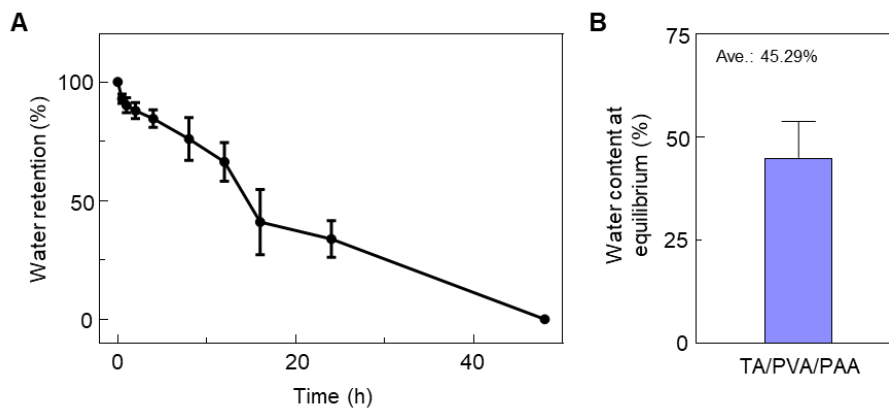 A
Water retention (%)
100
50
0
0
20
40
Time (h)
B
Water content at
equilibrium (%)
75
50
25
0
Ave.: 45.29%
TA/PVA/PAA